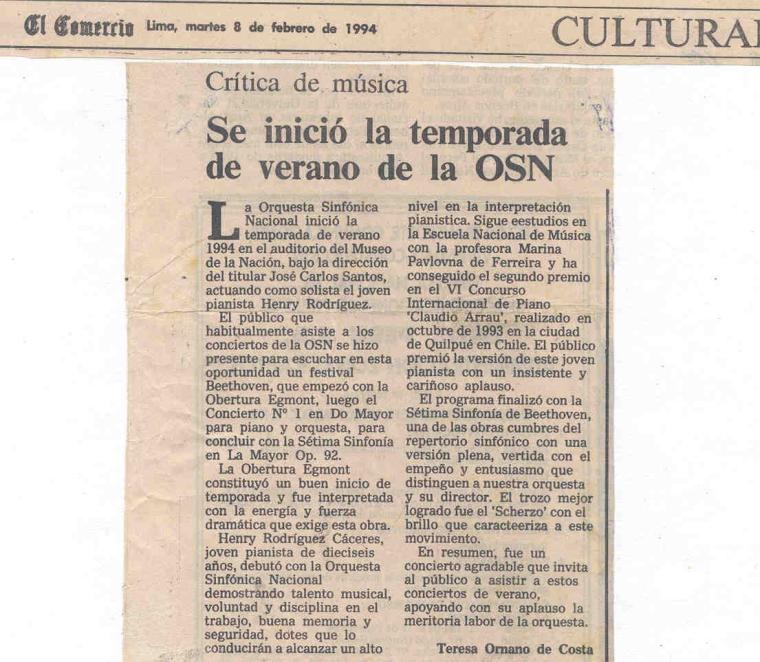 El Comercio Lima, martes 8 de febrero de 1994
CULTURAL
Crítica de música
Se inició la temporada
de verano de la OSN
La Orquesta Sinfónica
Nacional inició la
temporada de verano
1994 en el auditorio del Museo
de la Nación, bajo la dirección
del titular José Carlos Santos,
actuando como solista el joven
pianista Henry Rodríguez.
El público que
habitualmente asiste a los
conciertos de la OSN se hizo
presente para escuchar en esta
oportunidad un festival
Beethoven, que empezó con la
Obertura Egmont, luego el
Concierto N° 1 en Do Mayor
para piano y orquesta, para
concluir con la Sétima Sinfonía
en La Mayor Op. 92.
La Obertura Egmont
constituyó un buen inicio de
temporada y fue interpretada
con la energía y fuerza
dramática que exige esta obra.
Henry Rodríguez Cáceres,
joven pianista de dieciseis
años, debutó con la Orquesta
Sinfónica Nacional
demostrando talento musical,
voluntad y disciplina en el
trabajo, buena memoria y
seguridad, dotes que lo
conducirán a alcanzar un alto
nivel en la interpretación
pianistica. Sigue eestudios en
la Escuela Nacional de Música
con la profesora Marina
Pavlovna de Ferreira y ha
conseguido el segundo premio
en el VI Concurso
Internacional de Piano
'Claudio Arrau', realizado en
octubre de 1993 en la ciudad
de Quilpué en Chile. El público
premió la versión de este joven
pianista con un insistente y
cariñoso aplauso.
El programa finalizó con la
Sétima Sinfonía de Beethoven,
una de las obras cumbres del
repertorio sinfónico con una
versión plena, vertida con el
empeño y entusiasmo que
distinguen a nuestra orquesta
y su director. El trozo mejor
logrado fue el 'Scherzo' con el
brillo que caracteeriza a este
movimiento.
En resumen, fue un
concierto agradable que invita
al público a asistir a estos
conciertos de verano,
apoyando con su aplauso la
meritoria labor de la orquesta.
Teresa Ornano de Costa